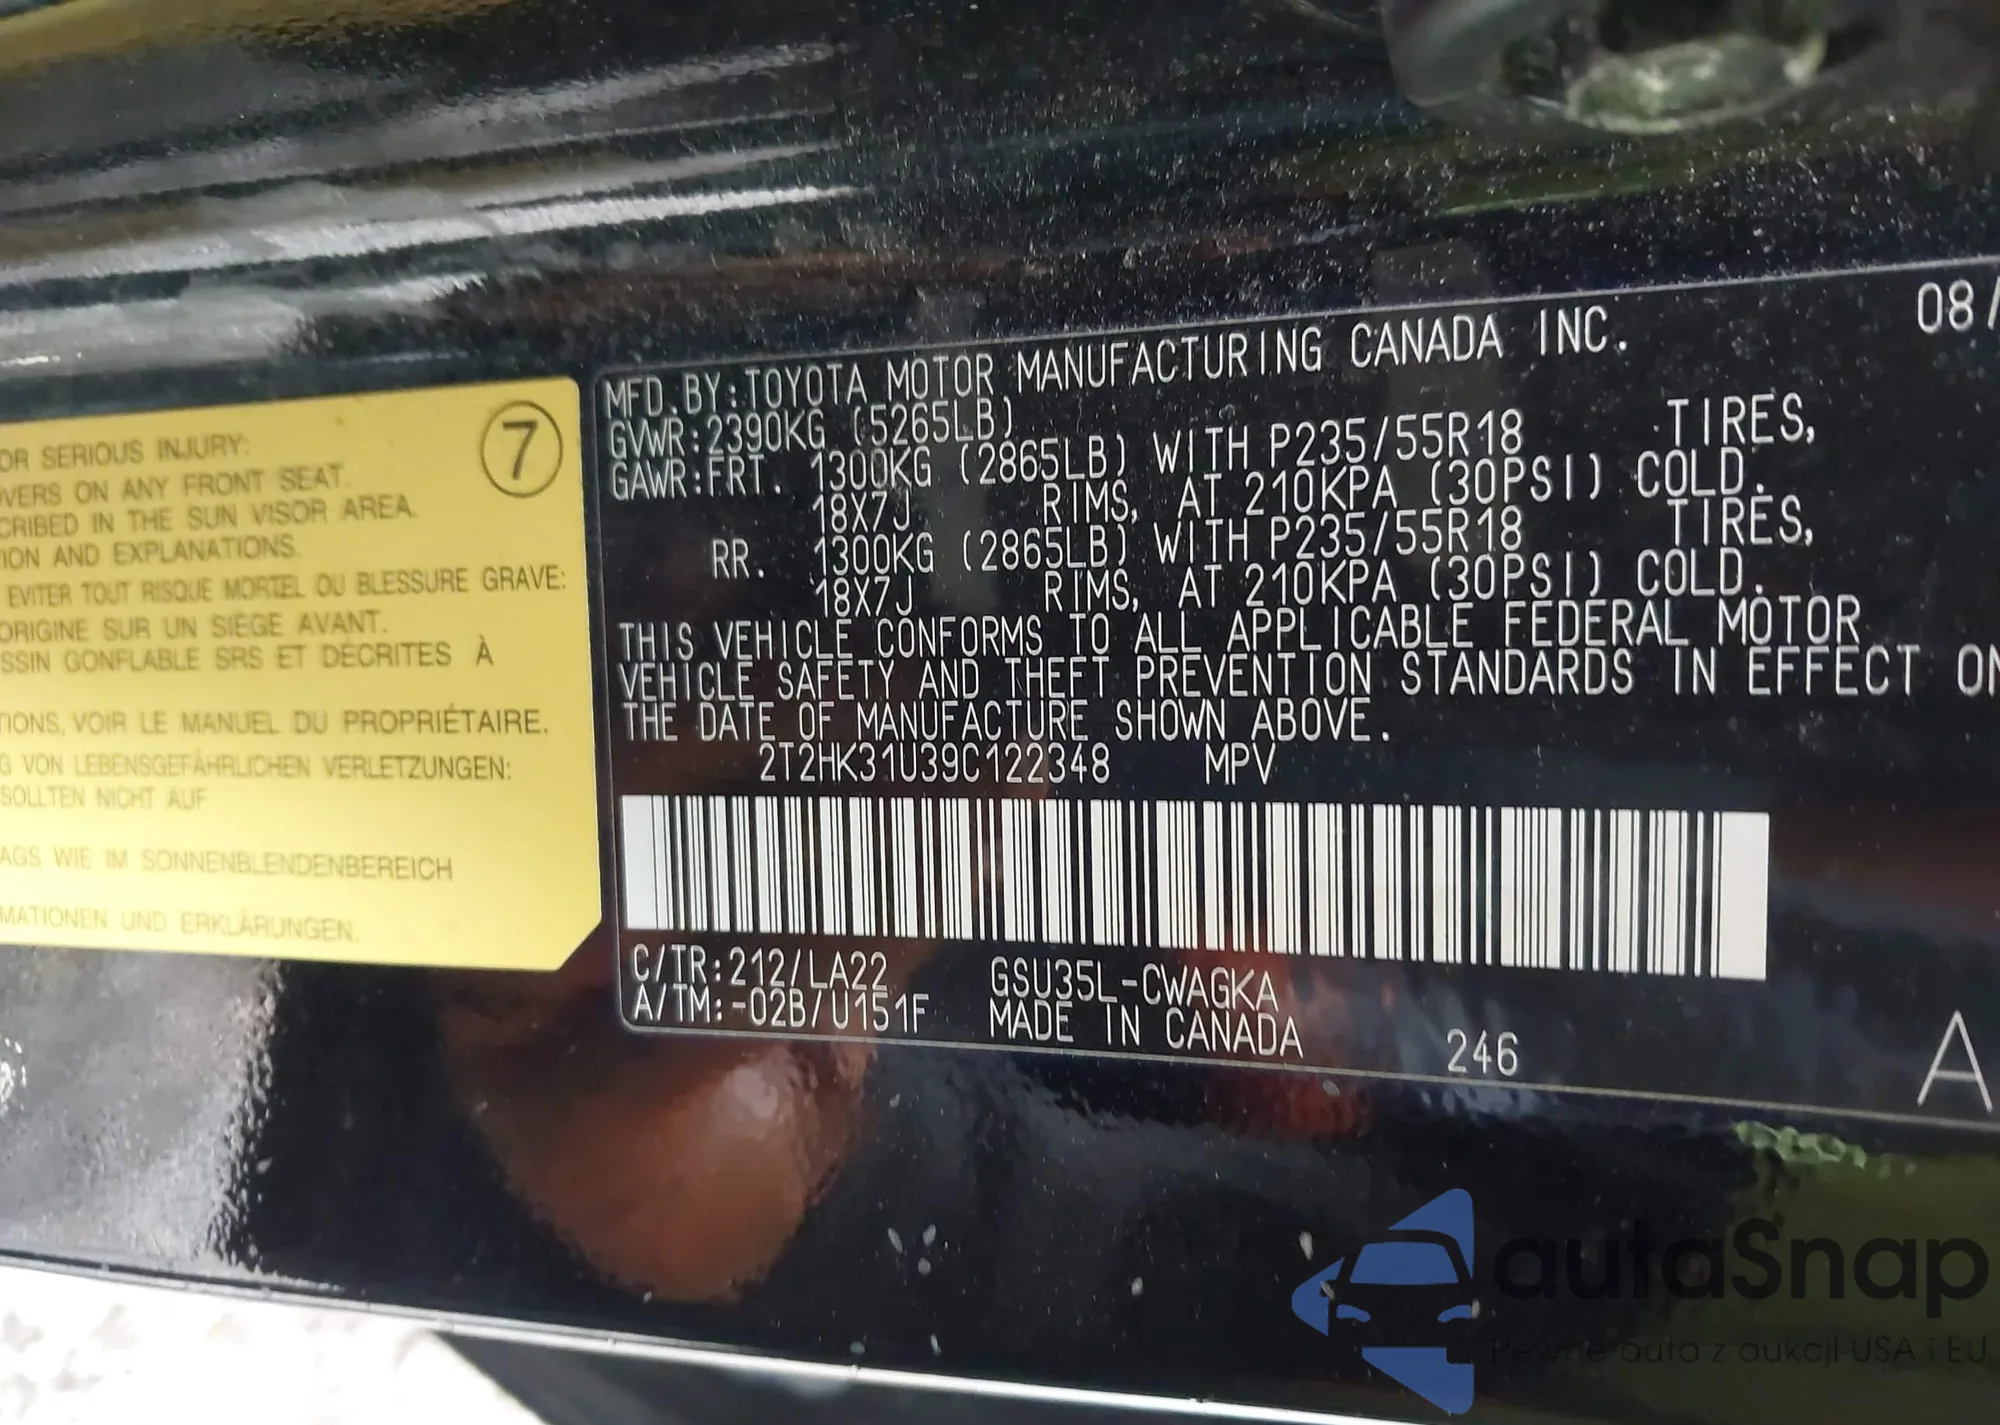 OR SERIOUS INJURY:
OVERS ON ANY FRONT SEAT.
CRIBED IN THE SUN VISOR AREA.
TION AND EXPLANATIONS.
EVITER TOUT RISQUE MORTEL OU BLESSURE GRAVE:
ORIGINE SUR UN SIÈGE AVANT.
SSIN GONFLABLE SRS ET DÉCRITES À
TIONS, VOIR LE MANUEL DU PROPRIÉTAIRE.
G VON LEBENSGEFÄHRLICHEN VERLETZUNGEN:
SOLLTEN NICHT AUF
AGS WIE IM SONNENBLENDENBEREICH
MATIONEN UND ERKLÄRUNGEN.
7
MFD.BY:TOYOTA MOTOR MANUFACTURING CANADA INC. 08/
GVWR:2390KG (5265LB)
GAWR:FRT. 1300KG (2865LB) WITH P235/55R18 TIRES,
18X7J RIMS, AT 210KPA (30PSI) COLD.
RR. 1300KG (2865LB) WITH P235/55R18 TIRES,
18X7J RIMS, AT 210KPA (30PSI) COLD.
THIS VEHICLE CONFORMS TO ALL APPLICABLE FEDERAL MOTOR
VEHICLE SAFETY AND THEFT PREVENTION STANDARDS IN EFFECT ON
THE DATE OF MANUFACTURE SHOWN ABOVE.
2T2HK31U39C122348 MPV
C/TR:212/LA22 GSU35L-CWAGKA
A/TM:-02B/U151F MADE IN CANADA 246 A
autaSnap
Pewne auta z aukcji USA i EU